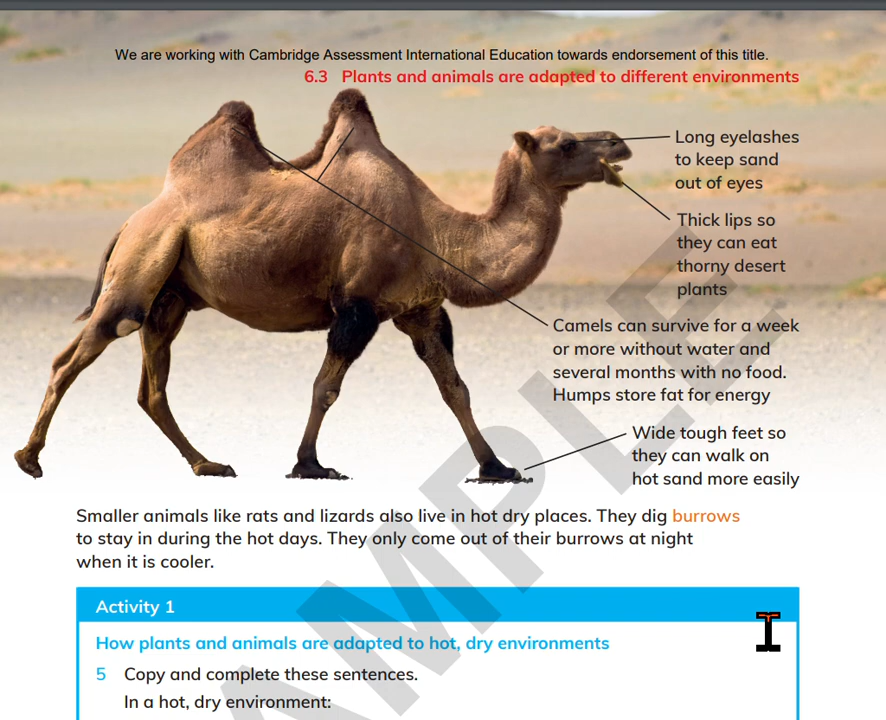 We are working with Cambridge Assessment International Education towards endorsement of this title.
6.3 Plants and animals are adapted to different environments
Long eyelashes
to keep sand
out of eyes
Thick lips so
they can eat
thorny desert
plants
Camels can survive for a week
or more without water and
several months with no food.
Humps store fat for energy
Wide tough feet so
they can walk on
hot sand more easily
Smaller animals like rats and lizards also live in hot dry places. They dig burrows
to stay in during the hot days. They only come out of their burrows at night
when it is cooler.
Activity 1
How plants and animals are adapted to hot, dry environments
5 Copy and complete these sentences.
In a hot, dry environment:
SAMPLE